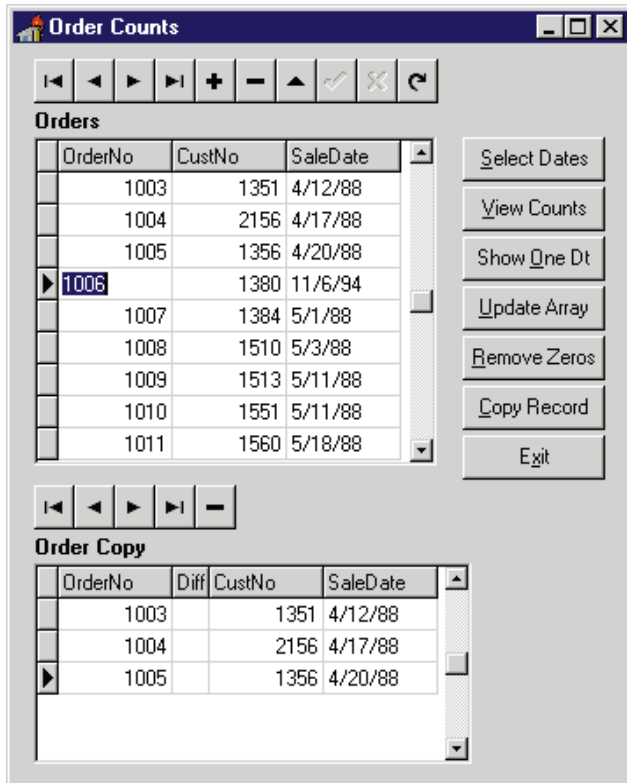 Order Counts
Orders
OrderNo CustNo SaleDate
1003 1351 4/12/88
1004 2156 4/17/88
1005 1356 4/20/88
1006 1380 11/6/94
1007 1384 5/1/88
1008 1510 5/3/88
1009 1513 5/11/88
1010 1551 5/11/88
1011 1560 5/18/88
Select Dates
View Counts
Show One Dt
Update Array
Remove Zeros
Copy Record
Exit
Order Copy
OrderNo Diff CustNo SaleDate
1003 1351 4/12/88
1004 2156 4/17/88
1005 1356 4/20/88